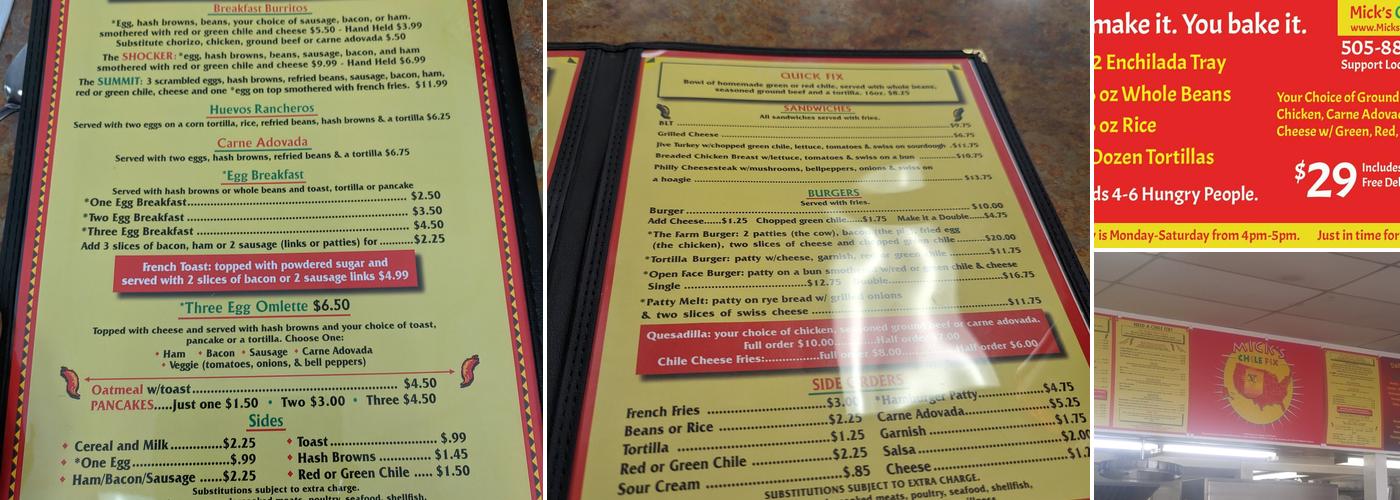 Breakfast Burritos
*Egg, hash browns, beans, your choice of sausage, bacon, or ham.
smothered with red or green chile and cheese $5.50 - Hand Held $3.99
Substitute chorizo, chicken, ground beef or carne adovada $.50
The SHOCKER: *egg, hash browns, beans, sausage, bacon, and ham
smothered with red or green chile and cheese $9.99 - Hand Held $6.99
The SUMMIT: 3 scrambled eggs, hash browns, refried beans, sausage, bacon, ham,
red or green chile, cheese and one *egg on top smothered with french fries. $11.99
Huevos Rancheros
Served with two eggs on a corn tortilla, rice, refried beans, hash browns & a tortilla $6.25
Carne Adovada
Served with two eggs, hash browns, refried beans & a tortilla $6.75
*Egg Breakfast
Served with hash browns or whole beans and toast, tortilla or pancake
*One Egg Breakfast........ $2.50
*Two Egg Breakfast ........ $3.50
*Three Egg Breakfast ........ $4.50
Add 3 slices of bacon, ham or 2 sausage (links or patties) for ........$2.25
French Toast: topped with powdered sugar and
served with 2 slices of bacon or 2 sausage links $4.99
*Three Egg Omlette $6.50
Topped with cheese and served with hash browns and your choice of toast,
pancake or a tortilla. Choose One:
• Ham • Bacon • Sausage • Carne Adovada
• Veggie (tomatoes, onions, & bell peppers)
Oatmeal w/toast........ $4.50
PANCAKES.....Just one $1.50 • Two $3.00 • Three $4.50
Sides
Cereal and Milk........$2.25
*One Egg........$.99
Ham/Bacon/Sausage ........$2.25
Toast........ $.99
Hash Browns ........ $1.45
Red or Green Chile ..... $1.50
Substitutions subject to extra charge.
meats, poultry, seafood, shellfish,
QUICK FIX
Bowl of homemade green or red chile, served with whole beans,
seasoned ground beef and a tortilla. 16oz. $8.25
SANDWICHES
All sandwiches served with fries.
BLT ........ $9.75
Grilled Cheese ........ $6.75
Jive Turkey w/chopped green chile, lettuce, tomatoes & swiss on sourdough .$11.75
Breaded Chicken Breast w/lettuce, tomatoes & swiss on a bun ........$10.75
Philly Cheesesteak w/mushrooms, bellpeppers, onions & swiss on
a hoagie ........ $13.75
BURGERS
Served with fries.
Burger........ $10.00
Add Cheese......$1.25 Chopped green chile......$1.75 Make it a Double.....$4.75
*The Farm Burger: 2 patties (the cow), bacon (the pig), fried egg
(the chicken), two slices of cheese and chopped green chile ........ $20.00
*Tortilla Burger: patty w/cheese, garnish, red or green chile ........$11.75
*Open Face Burger: patty on a bun smothered w/red or green chile & cheese
Single ........$12.75 Double........ $16.75
*Patty Melt: patty on rye bread w/ grilled onions
& two slices of swiss cheese ........ $11.75
Quesadilla: your choice of chicken, seasoned ground beef or carne adovada.
Full order $10.00........Half order $7.00
Chile Cheese Fries:........Full order $8.00........Half order $6.00
SIDE ORDERS
French Fries ........ $3.00
Beans or Rice ........ $2.25
Tortilla ........ $1.25
Red or Green Chile ........ $2.25
Sour Cream ........ $.85
*Hamburger Patty........ $4.75
Carne Adovada........ $5.25
Garnish ........ $1.75
Salsa........ $2.00
Cheese........
SUBSTITUTIONS SUBJECT TO EXTRA CHARGE.
meats, poultry, seafood, shellfish,
make it. You bake it.
2 Enchilada Tray
oz Whole Beans
oz Rice
Dozen Tortillas
ds 4-6 Hungry People.
Mick's
www.Micks
505-88
Support Loc
Your Choice of Ground
Chicken, Carne Adovad
Cheese w/ Green, Red,
$29
Includes
Free Del
is Monday-Saturday from 4pm-5pm. Just in time for
NEED A CHILE FIX?
MICK'S
CHILE FIX